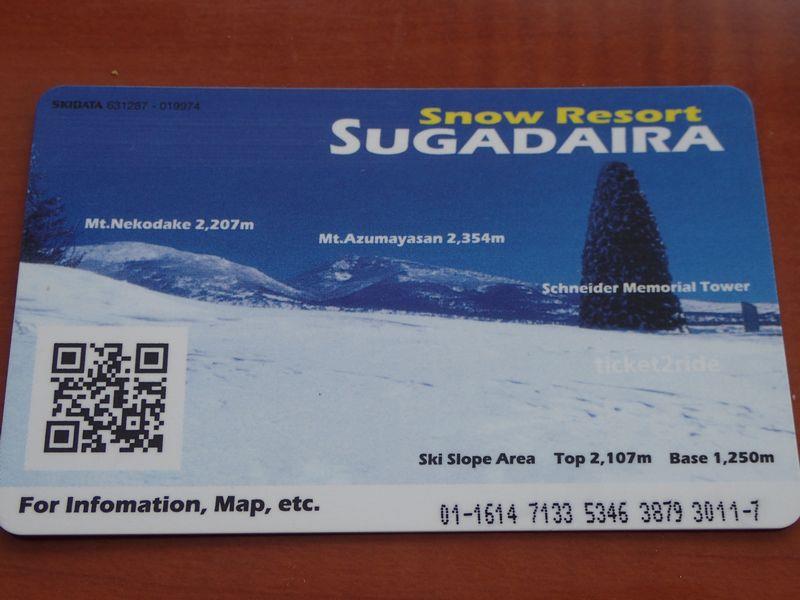 SKIDATA 631287 - 019974
Snow Resort
SUGADAIRA
Mt.Nekodake 2,207m
Mt.Azumayasan 2,354m
Schneider Memorial Tower
ticket2ride
Ski Slope Area Top 2,107m Base 1,250m
For Infomation, Map, etc.
01-1614 7133 5346 3879 3011-7